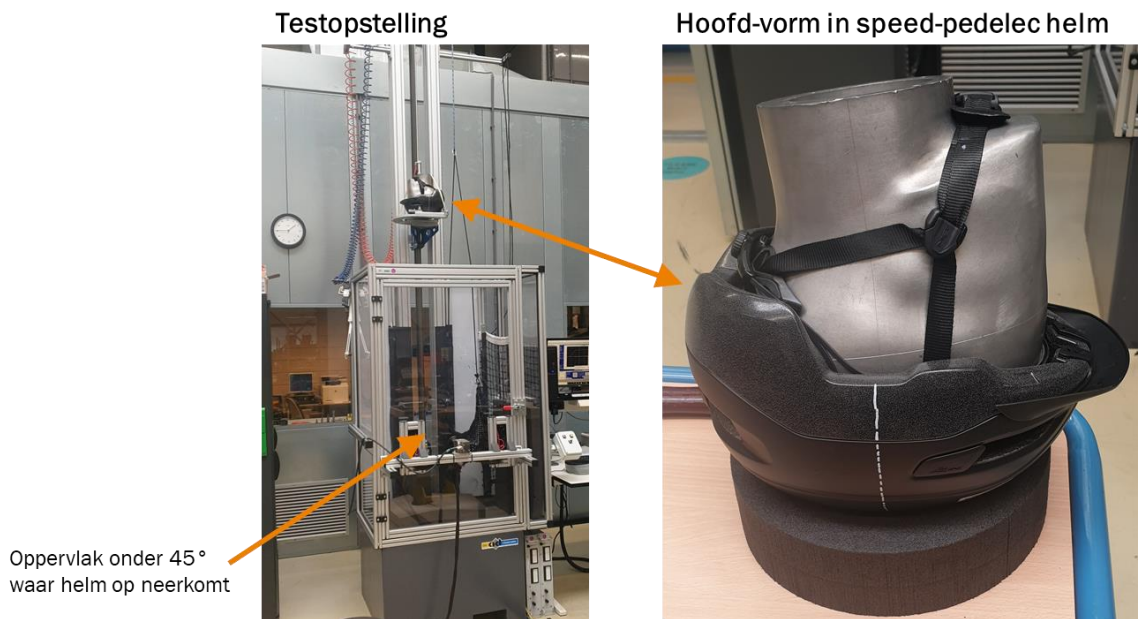 Testopstelling
Hoofd-vorm in speed-pedelec helm
Oppervlak onder 45°
waar helm op neerkomt